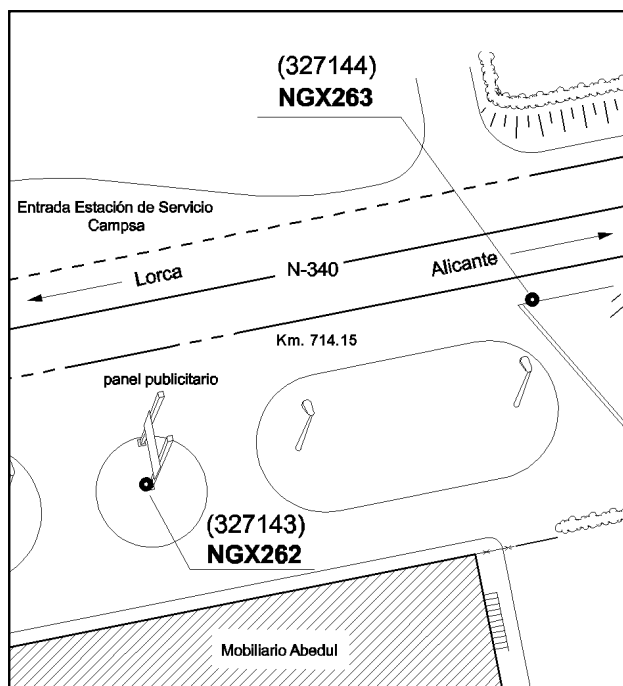 (327144)
NGX263
Entrada Estación de Servicio
Campsa
Lorca
N-340
Alicante
Km. 714.15
panel publicitario
(327143)
NGX262
Mobiliario Abedul